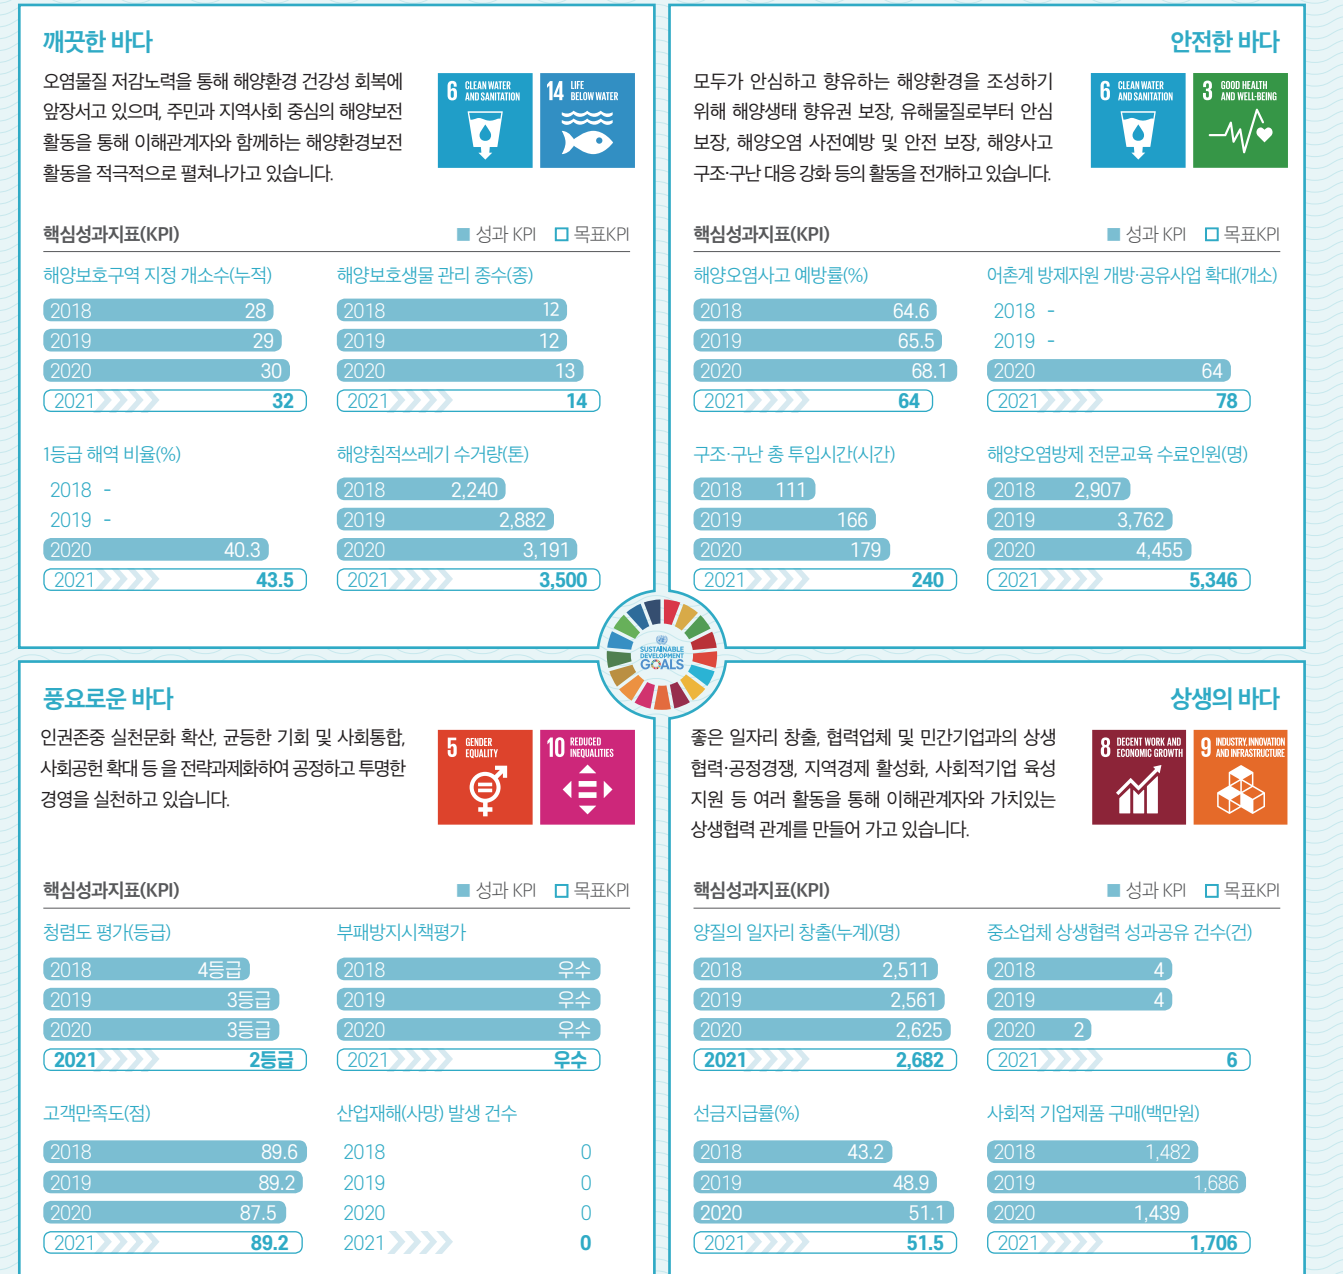 깨끗한 바다
오염물질 저감노력을 통해 해양환경 건강성 회복에
앞장서고 있으며, 주민과 지역사회 중심의 해양보전
활동을 통해 이해관계자와 함께하는 해양환경보전
활동을 적극적으로 펼쳐나가고 있습니다.
6 CLEAN WATER
AND SANITATION
14 LIFE
BELOW WATER
핵심성과지표(KPI)
성과 KPI 목표KPI
해양보호구역 지정 개소수(누적)
2018 28
2019 29
2020 30
2021 32
해양보호생물 관리 종수(종)
2018 12
2019 12
2020 13
2021 14
1등급 해역 비율(%)
2018 -
2019 -
2020 40.3
2021 43.5
해양침적쓰레기 수거량(톤)
2018 2,240
2019 2,882
2020 3,191
2021 3,500
안전한 바다
모두가 안심하고 향유하는 해양환경을 조성하기
위해 해양생태 향유권 보장, 유해물질로부터 안심
보장, 해양오염 사전예방 및 안전 보장, 해양사고
구조·구난 대응 강화 등의 활동을 전개하고 있습니다.
6 CLEAN WATER
AND SANITATION
3 GOOD HEALTH
AND WELL-BEING
핵심성과지표(KPI)
성과 KPI 목표KPI
해양오염사고 예방률(%)
2018 64.6
2019 65.5
2020 68.1
2021 64
어촌계 방제자원 개방·공유사업 확대(개소)
2018 -
2019 -
2020 64
2021 78
구조·구난 총 투입시간(시간)
2018 111
2019 166
2020 179
2021 240
해양오염방제 전문교육 수료인원(명)
2018 2,907
2019 3,762
2020 4,455
2021 5,346
SUSTAINABLE
DEVELOPMENT
GOALS
풍요로운 바다
인권존중 실천문화 확산, 균등한 기회 및 사회통합,
사회공헌 확대 등 을 전략과제화하여 공정하고 투명한
경영을 실천하고 있습니다.
5 GENDER
EQUALITY
10 REDUCED
INEQUALITIES
핵심성과지표(KPI)
성과 KPI 목표KPI
청렴도 평가(등급)
2018 4등급
2019 3등급
2020 3등급
2021 2등급
부패방지시책평가
2018 우수
2019 우수
2020 우수
2021 우수
고객만족도(점)
2018 89.6
2019 89.2
2020 87.5
2021 89.2
산업재해(사망) 발생 건수
2018 0
2019 0
2020 0
2021 0
상생의 바다
좋은 일자리 창출, 협력업체 및 민간기업과의 상생
협력·공정경쟁, 지역경제 활성화, 사회적기업 육성
지원 등 여러 활동을 통해 이해관계자와 가치있는
상생협력 관계를 만들어 가고 있습니다.
8 DECENT WORK AND
ECONOMIC GROWTH
9 INDUSTRY, INNOVATION
AND INFRASTRUCTURE
핵심성과지표(KPI)
성과 KPI 목표KPI
양질의 일자리 창출(누계)(명)
2018 2,511
2019 2,561
2020 2,625
2021 2,682
중소업체 상생협력 성과공유 건수(건)
2018 4
2019 4
2020 2
2021 6
선금지급률(%)
2018 43.2
2019 48.9
2020 51.1
2021 51.5
사회적 기업제품 구매(백만원)
2018 1,482
2019 1,686
2020 1,439
2021 1,706